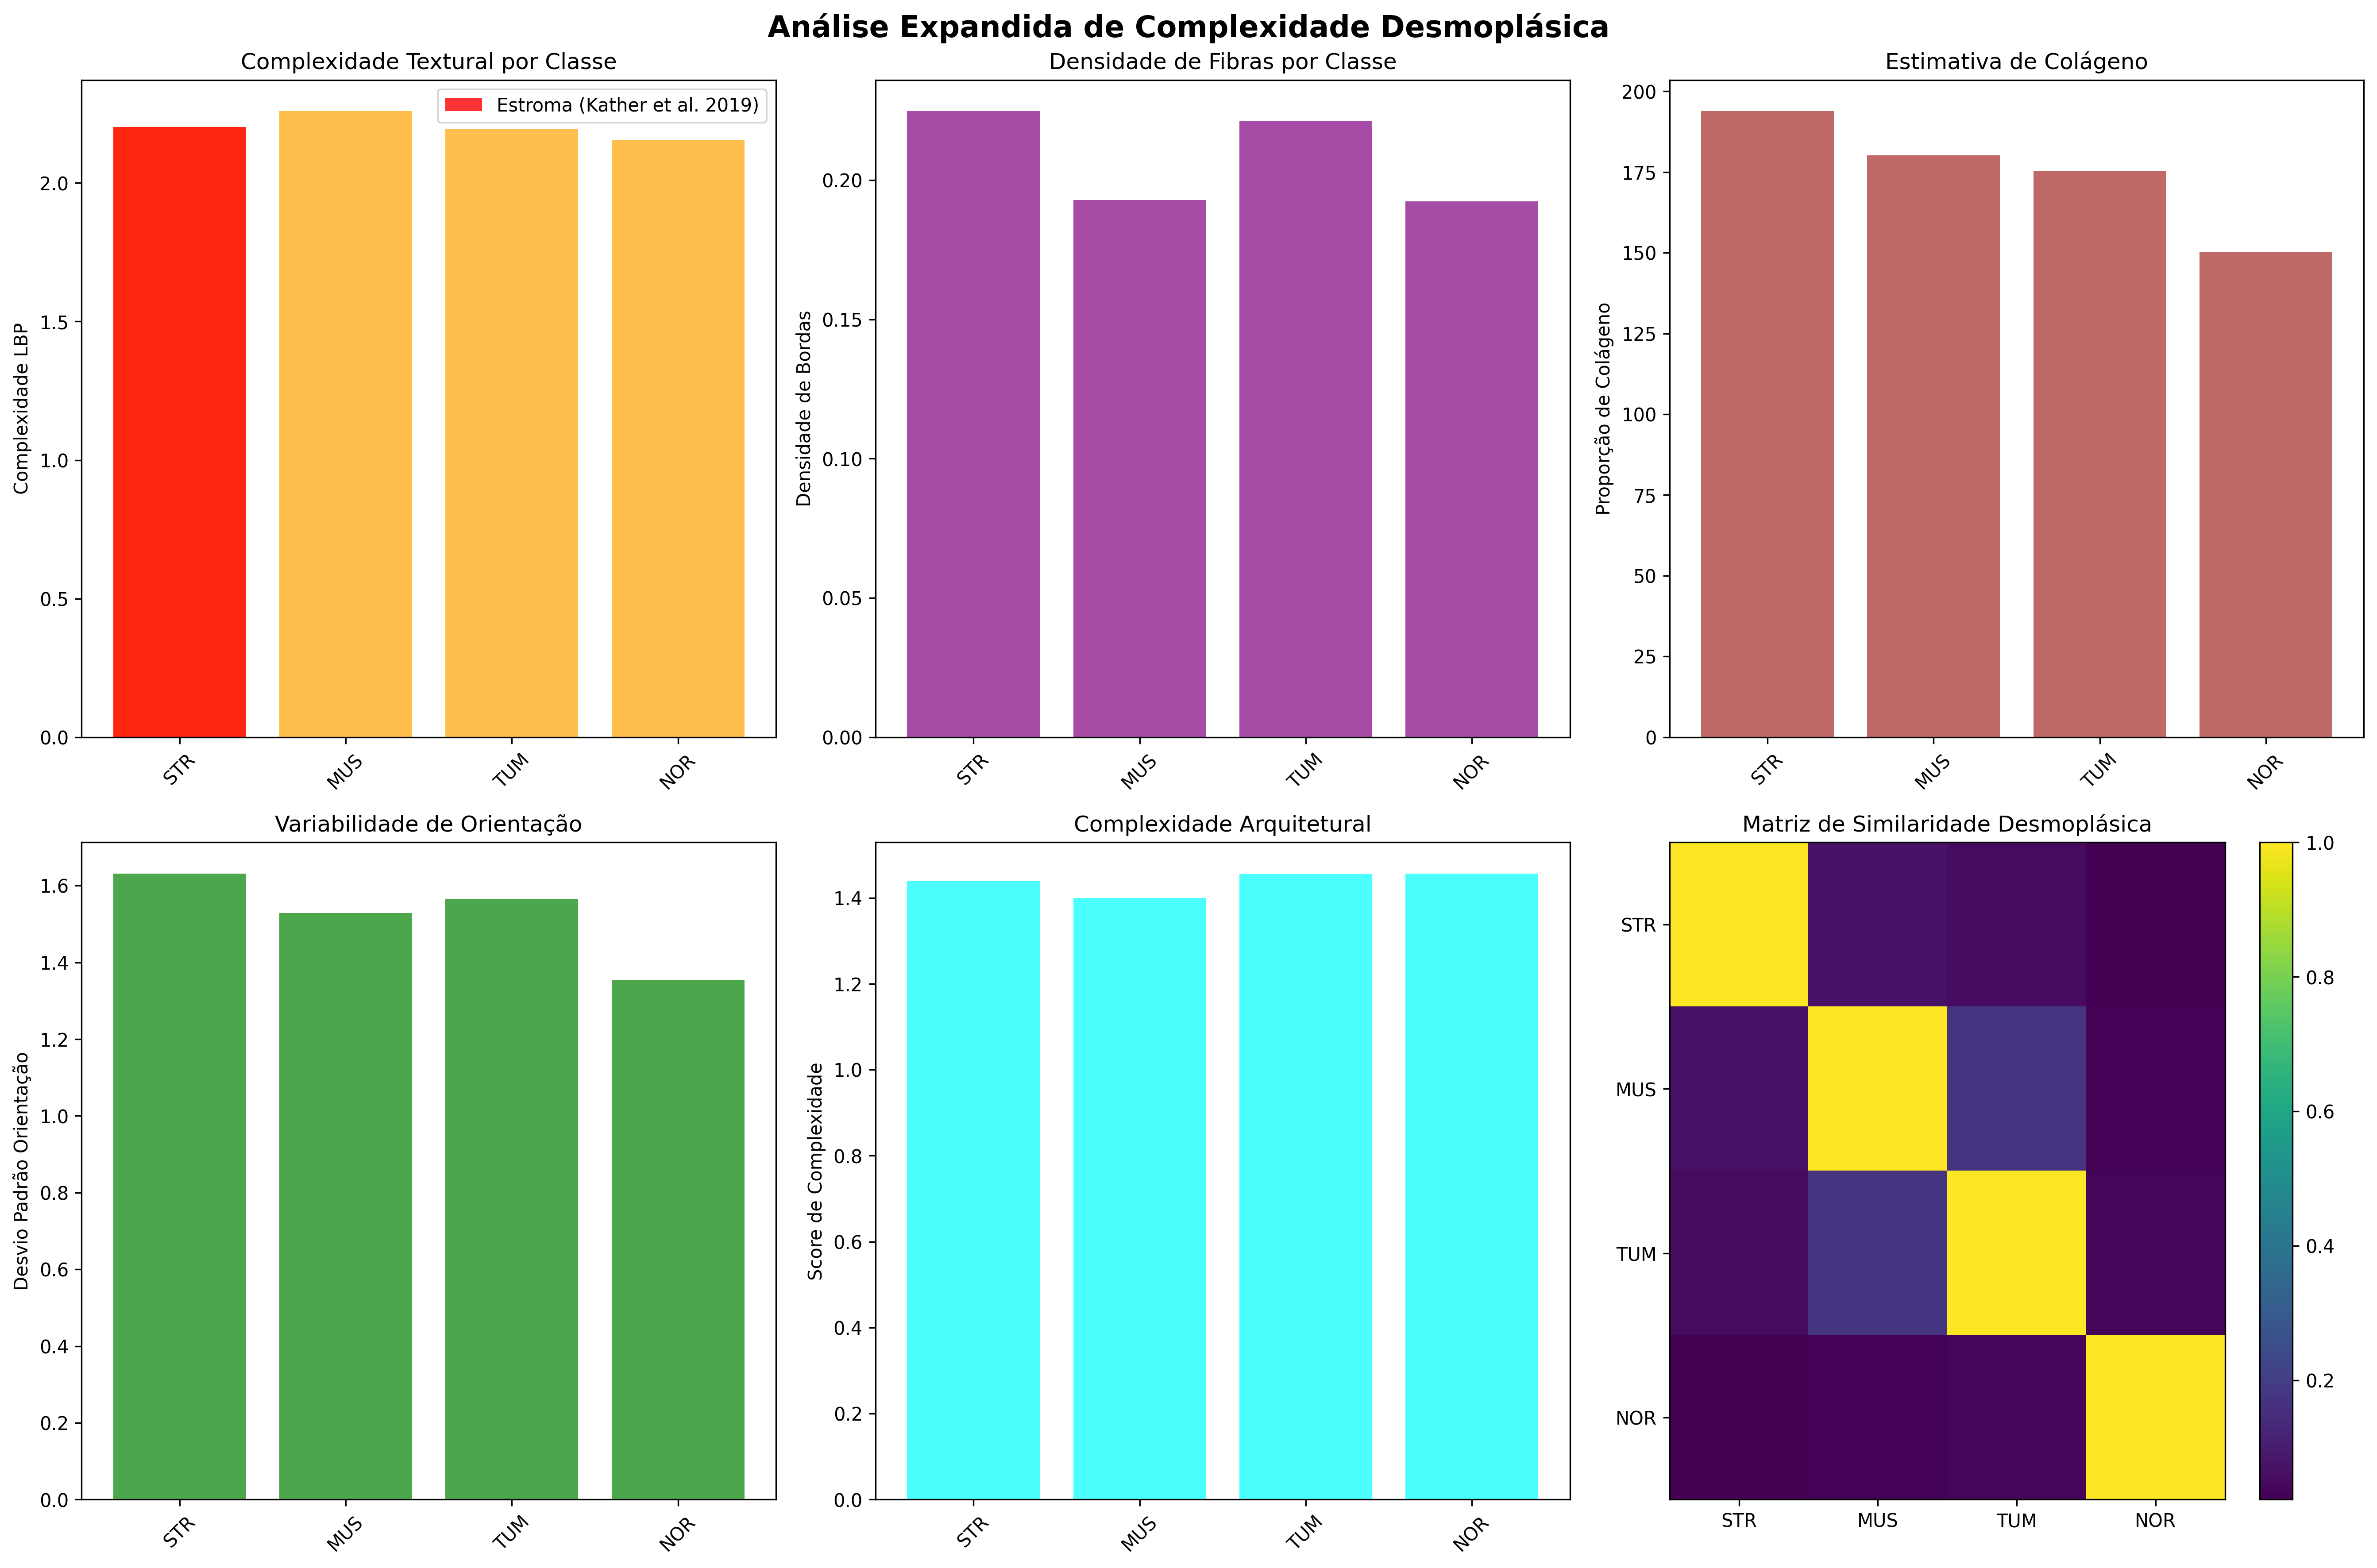 Análise Expandida de Complexidade Desmoplásica
Complexidade Textural por Classe
Complexidade LBP
2.0
1.5
1.0
0.5
0.0
Estroma (Kather et al. 2019)
STR
MUS
TUM
NOR
Densidade de Fibras por Classe
Densidade de Bordas
0.20
0.15
0.10
0.05
0.00
STR
MUS
TUM
NOR
Estimativa de Colágeno
Proporção de Colágeno
200
175
150
125
100
75
50
25
0
STR
MUS
TUM
NOR
Variabilidade de Orientação
Desvio Padrão Orientação
1.6
1.4
1.2
1.0
0.8
0.6
0.4
0.2
0.0
STR
MUS
TUM
NOR
Complexidade Arquitetural
Score de Complexidade
1.4
1.2
1.0
0.8
0.6
0.4
0.2
0.0
STR
MUS
TUM
NOR
Matriz de Similaridade Desmoplásica
STR
MUS
TUM
NOR
STR
MUS
TUM
NOR
1.0
0.8
0.6
0.4
0.2